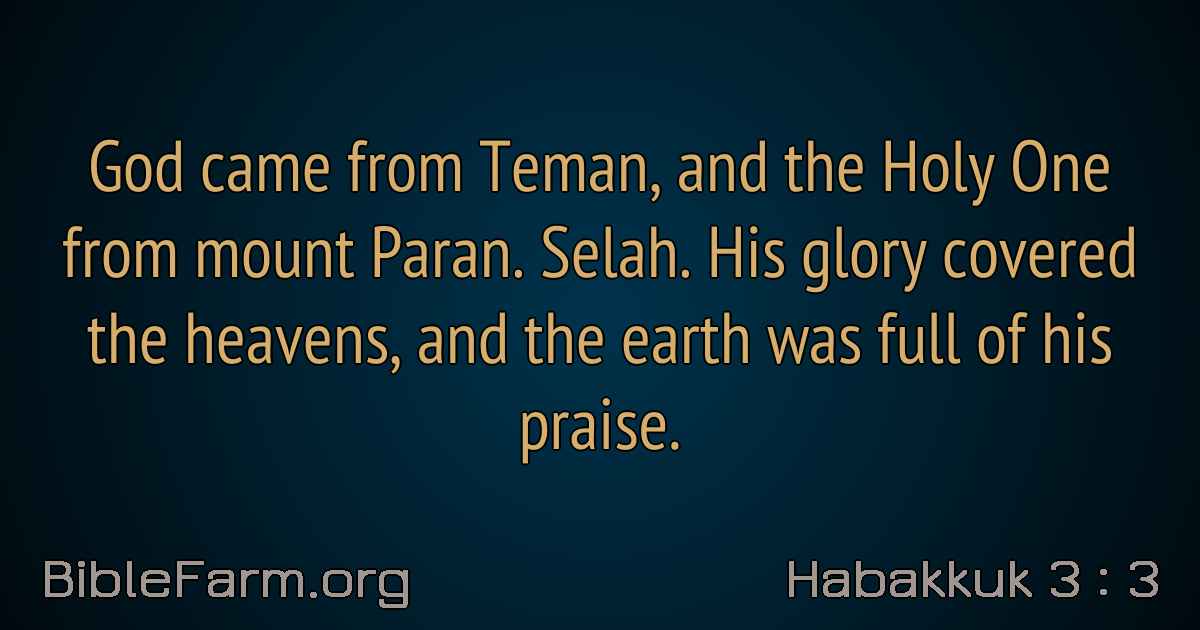 God came from Teman, and the Holy One
from mount Paran. Selah. His glory covered
the heavens, and the earth was full of his
praise.
BibleFarm.org
Habakkuk 3 : 3